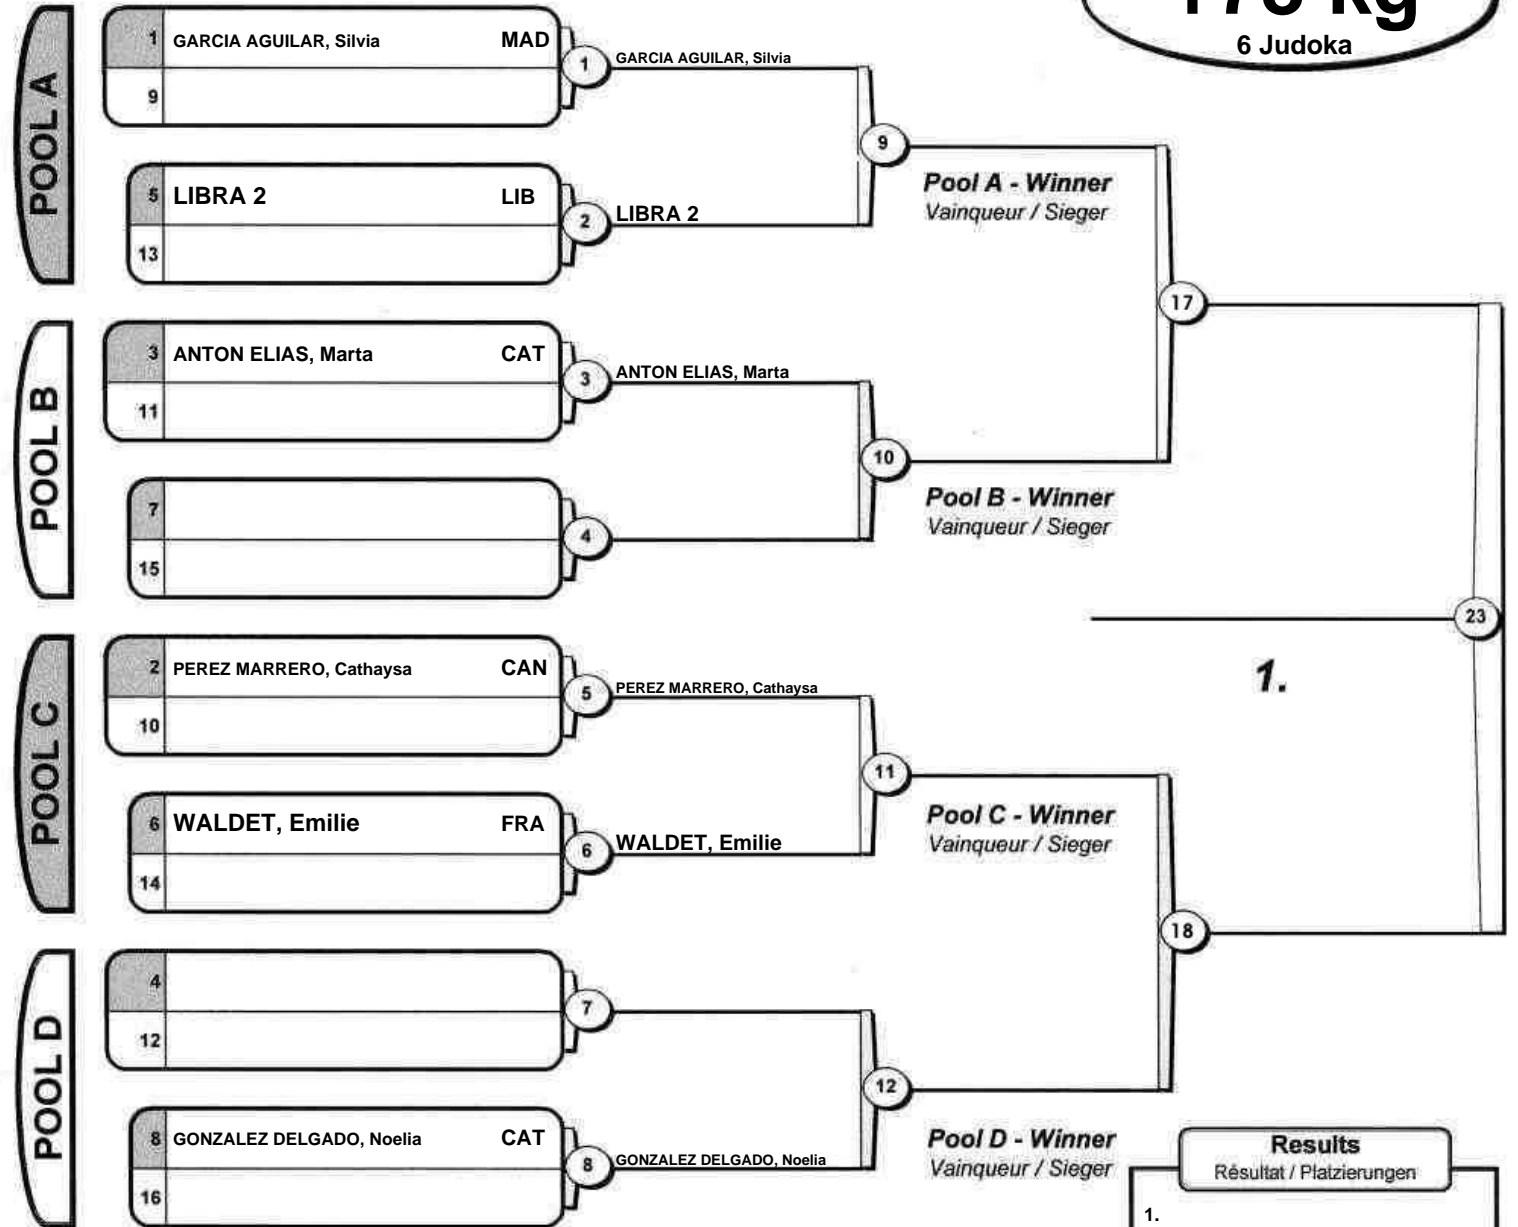 6 Judoka
POOL A
1 GARCIA AGUILAR, Silvia MAD
9
1 GARCIA AGUILAR, Silvia
5 LIBRA 2 LIB
13
2 LIBRA 2
9
Pool A - Winner
Vainqueur / Sieger
17
POOL B
3 ANTON ELIAS, Marta CAT
11
3 ANTON ELIAS, Marta
7
15
4
10
Pool B - Winner
Vainqueur / Sieger
23
1.
POOL C
2 PEREZ MARRERO, Cathaysa CAN
10
5 PEREZ MARRERO, Cathaysa
6 WALDET, Emilie FRA
14
6 WALDET, Emilie
11
Pool C - Winner
Vainqueur / Sieger
18
POOL D
4
12
7
8 GONZALEZ DELGADO, Noelia CAT
16
8 GONZALEZ DELGADO, Noelia
12
Pool D - Winner
Vainqueur / Sieger
Results
Résultat / Platzierungen
1.